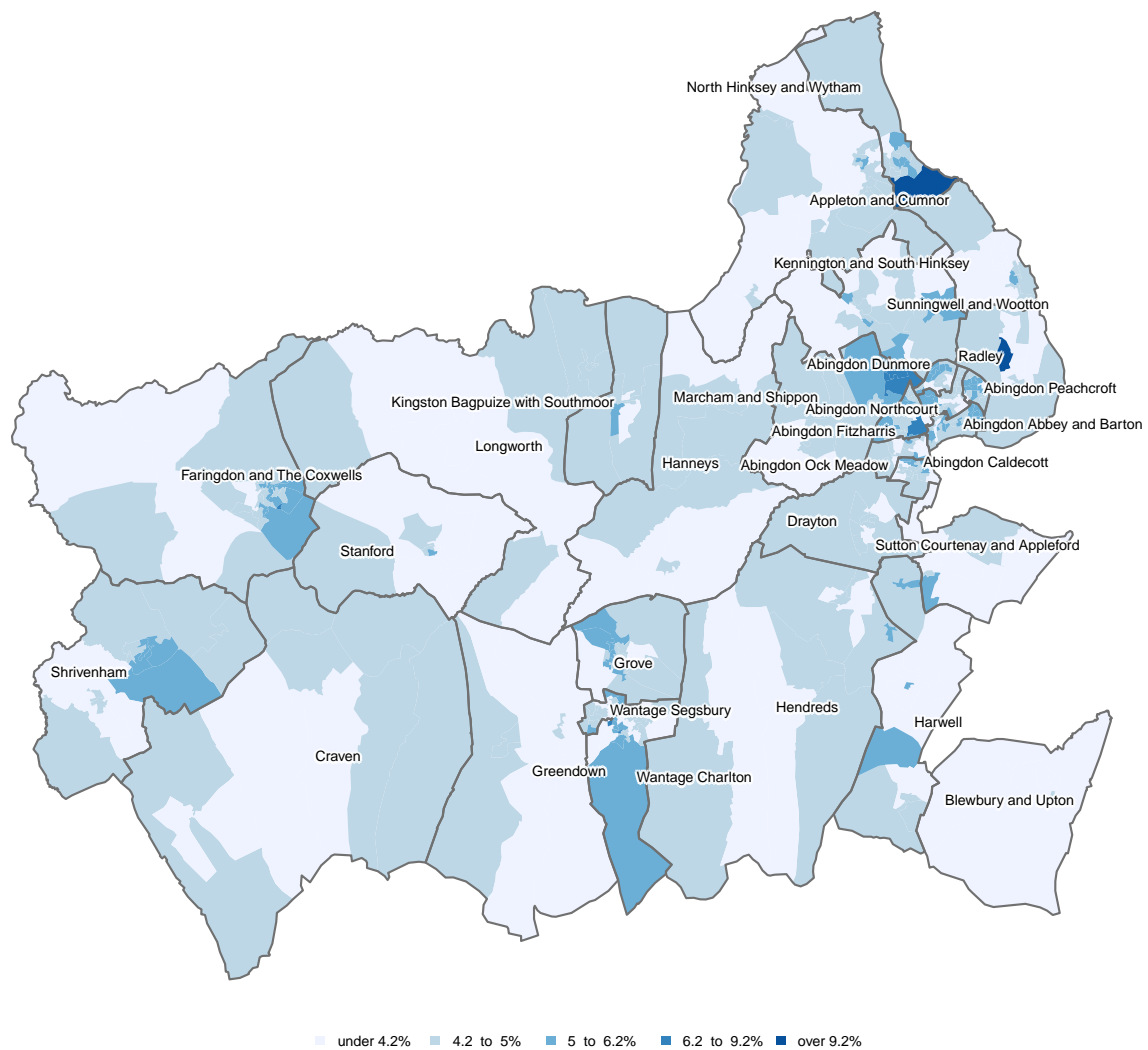 North Hinksey and Wytham
Appleton and Cumnor
Kennington and South Hinksey
Sunningwell and Wootton
Radley
Abingdon Dunmore
Abingdon Peachcroft
Kingston Bagpuize with Southmoor
Marcham and Shippon
Abingdon Northcourt
Abingdon Abbey and Barton
Abingdon Fitzharris
Longworth
Hanneys
Abingdon Ock Meadow
Abingdon Caldecott
Faringdon and The Coxwells
Drayton
Sutton Courtenay and Appleford
Stanford
Grove
Shrivenham
Wantage Segsbury
Hendreds
Harwell
Craven
Greendown
Wantage Charlton
Blewbury and Upton
under 4.2% 4.2 to 5% 5 to 6.2% 6.2 to 9.2% over 9.2%